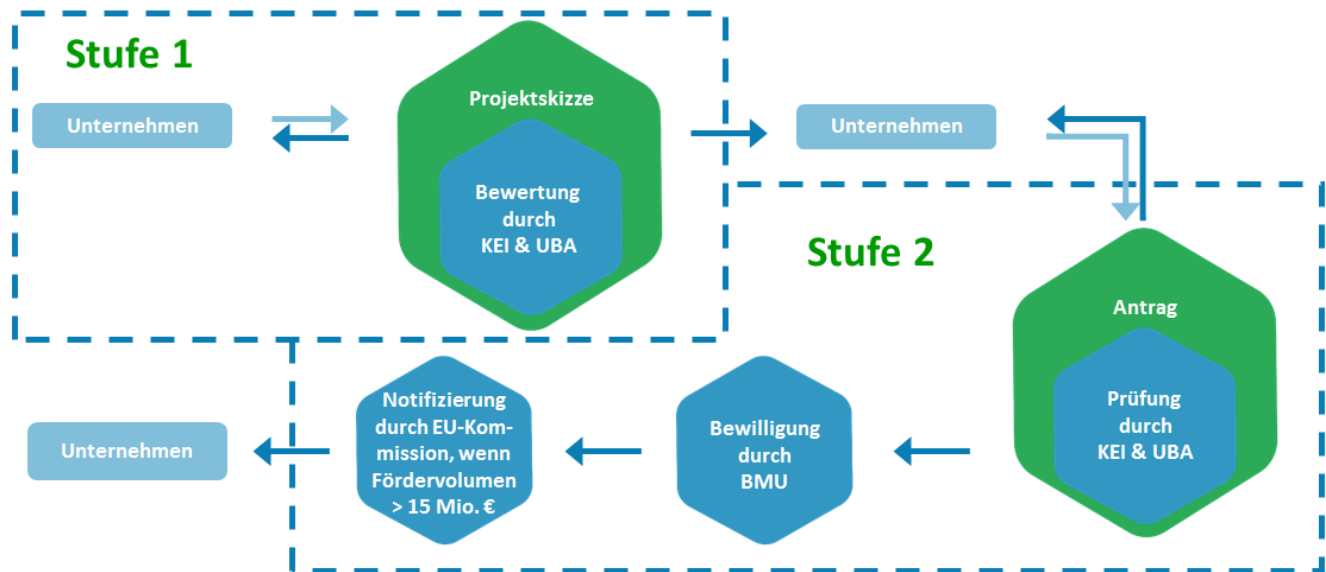 Stufe 1
Unternehmen
Projektskizze
Bewertung
durch
KEI & UBA
Unternehmen
Stufe 2
Antrag
Prüfung
durch
KEI & UBA
Bewilligung
durch
BMU
Notifizierung
durch EU-Kom-
mission, wenn
Fördervolumen
> 15 Mio. €
Unternehmen